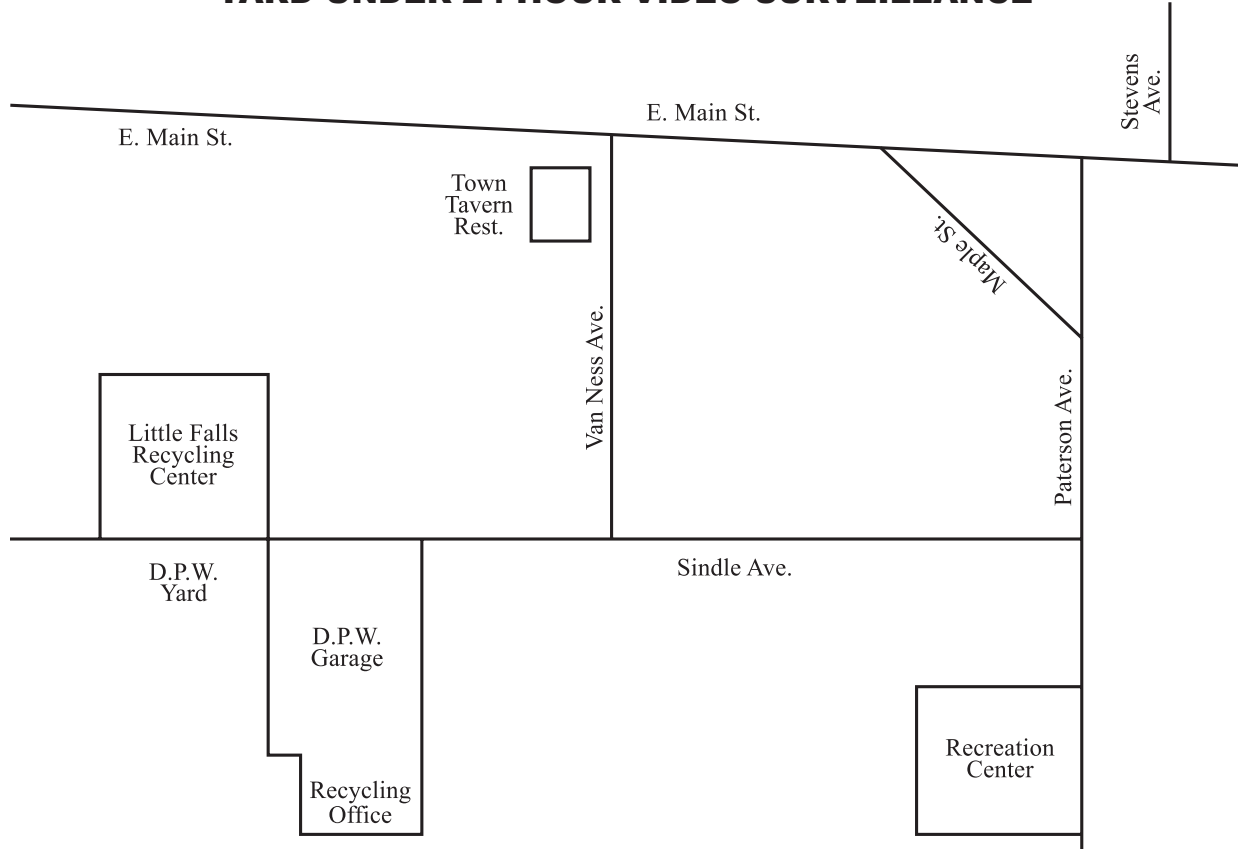 YARD UNDER 24 HOUR VIDEO SURVEILLANCE
Stevens
Ave.
E. Main St.
E. Main St.
Town
Tavern
Rest.
Maple St.
Van Ness Ave.
Paterson Ave.
Little Falls
Recycling
Center
D.P.W.
Yard
Sindle Ave.
D.P.W.
Garage
Recreation
Center
Recycling
Office